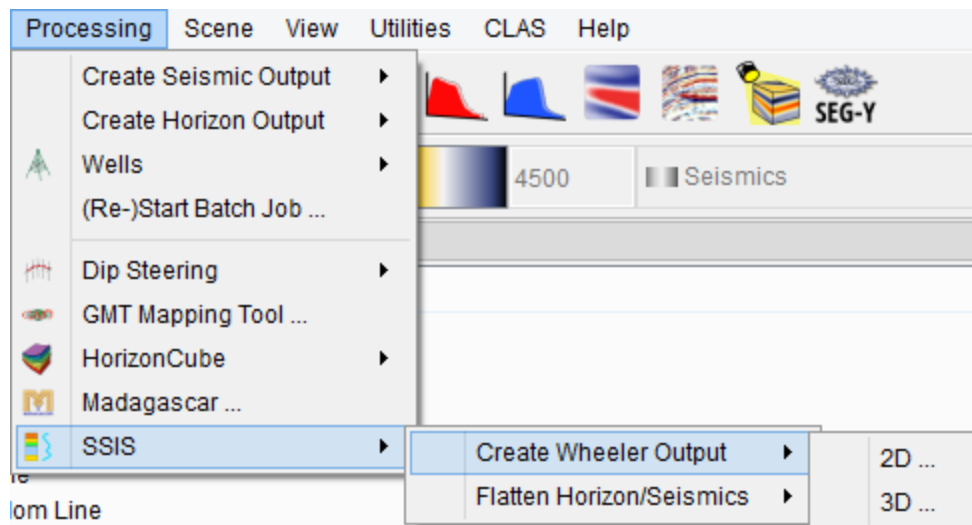 Processing Scene View Utilities CLAS Help
Create Seismic Output
Create Horizon Output
SEG-Y
Wells
4500 Seismics
(Re-)Start Batch Job ...
Dip Steering
GMT Mapping Tool ...
HorizonCube
Madagascar ...
SSIS
Create Wheeler Output
2D ...
Flatten Horizon/Seismics
3D ...
om Line